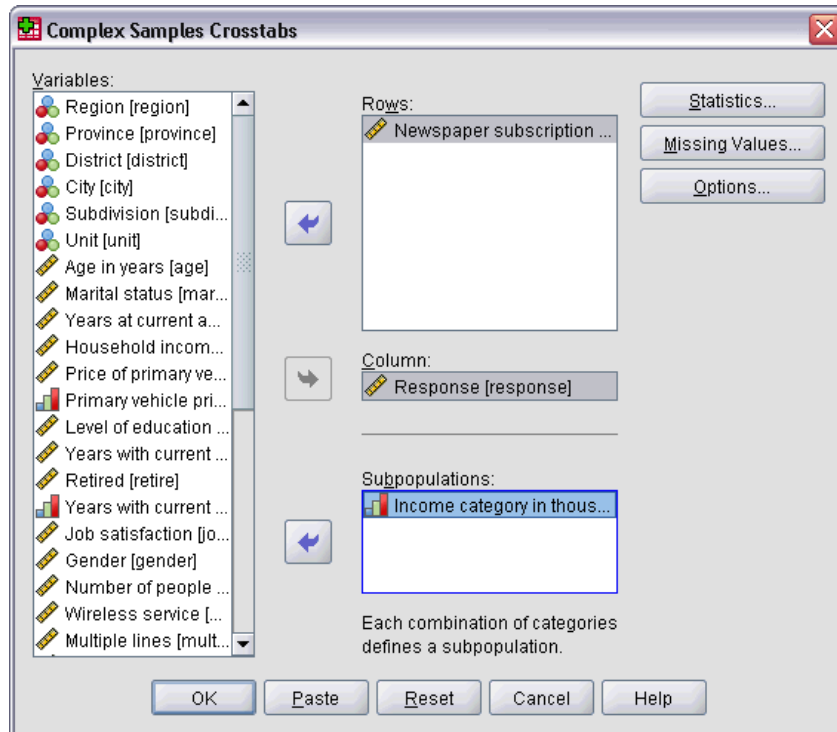 Complex Samples Crosstabs
Variables:
Region [region]
Province [province]
District [district]
City [city]
Subdivision [subdi...
Unit [unit]
Age in years [age]
Marital status [mar...
Years at current a...
Household incom...
Price of primary ve...
Primary vehicle pri...
Level of education ...
Years with current ...
Retired [retire]
Years with current ...
Job satisfaction [jo...
Gender [gender]
Number of people ...
Wireless service [...
Multiple lines [mult...
Rows:
Newspaper subscription ...
Column:
Response [response]
Subpopulations:
Income category in thous...
Each combination of categories
defines a subpopulation.
Statistics...
Missing Values...
Options...
OK
Paste
Reset
Cancel
Help